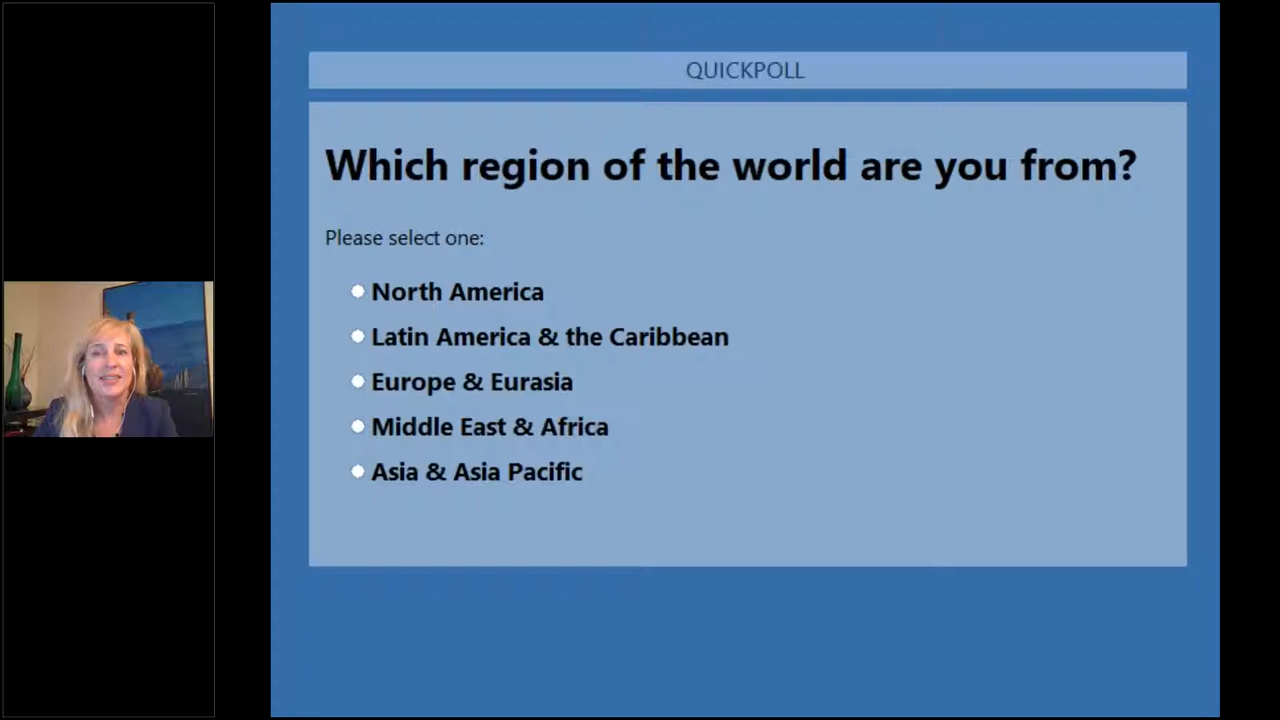 QUICKPOLL
Which region of the world are you from?
Please select one:
North America
Latin America & the Caribbean
Europe & Eurasia
Middle East & Africa
Asia & Asia Pacific